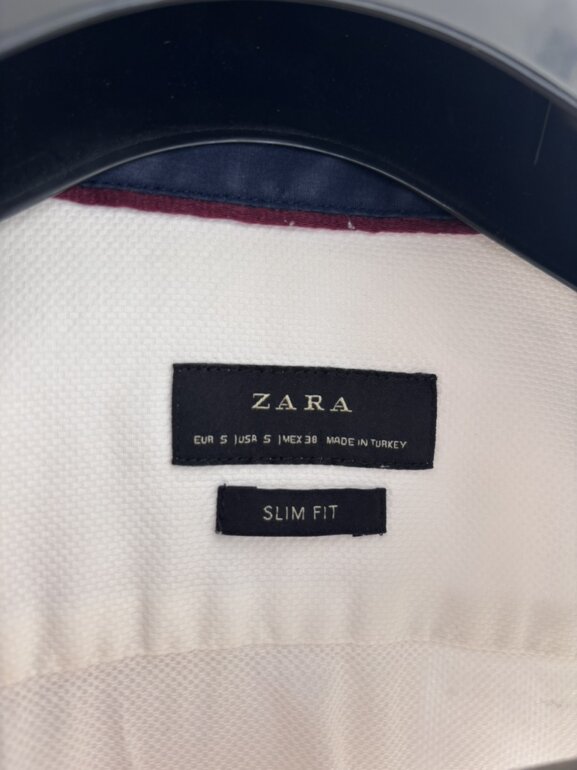 ZARA
EUR S | USA S | MEX 38 MADE IN TURKEY
SLIM FIT